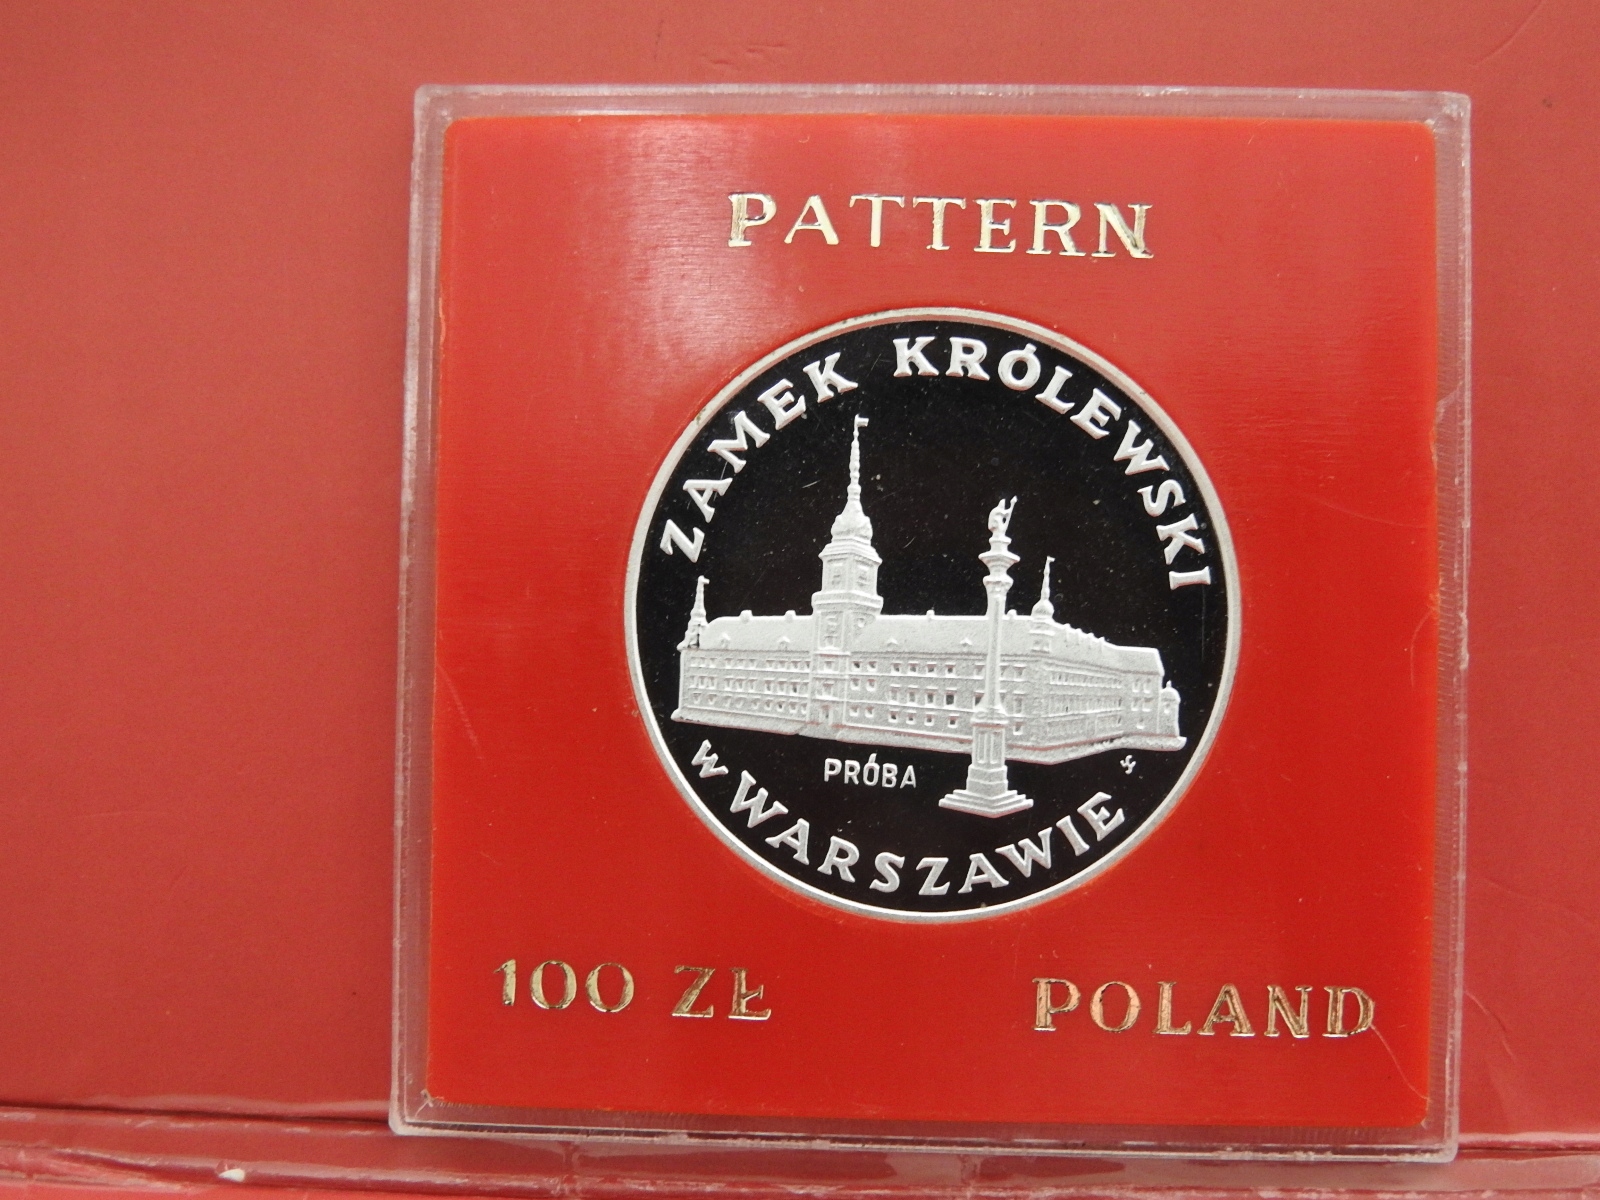 PATTERN
ZAMEK KRÓLEWSKI
PRÓBA
w WARSZAWIE
100 ZŁ
POLAND